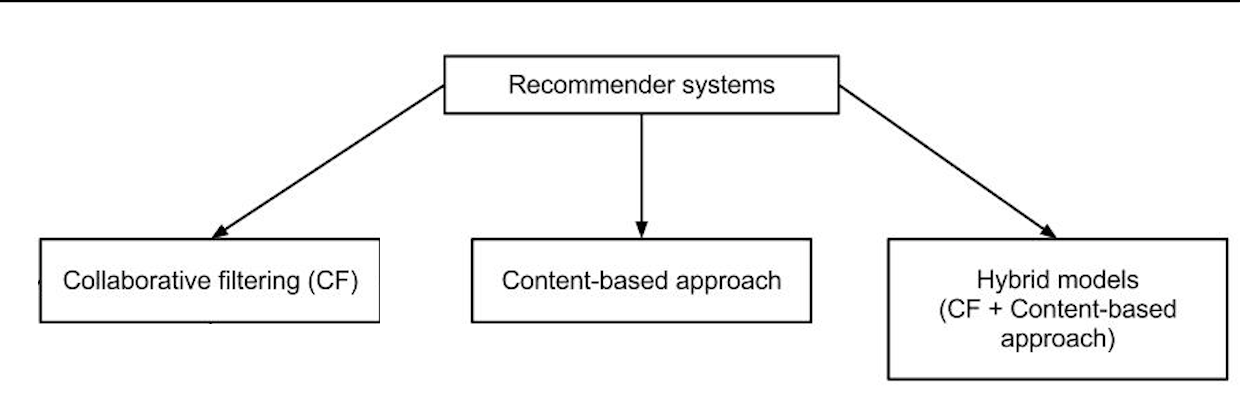 Recommender systems
Collaborative filtering (CF)
Content-based approach
Hybrid models
(CF + Content-based
approach)